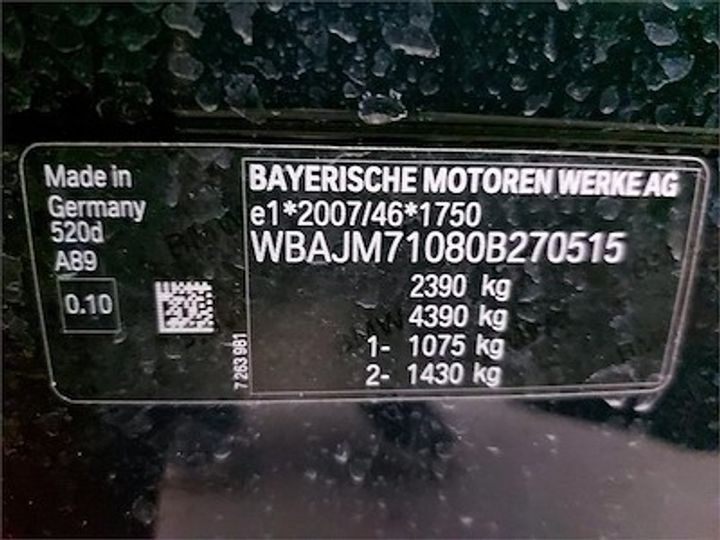 Made in
Germany
520d
A89
0.10
7 263 981
BAYERISCHE MOTOREN WERKE AG
e1*2007/46*1750
WBAJM71080B270515
2390 kg
4390 kg
1- 1075 kg
2- 1430 kg